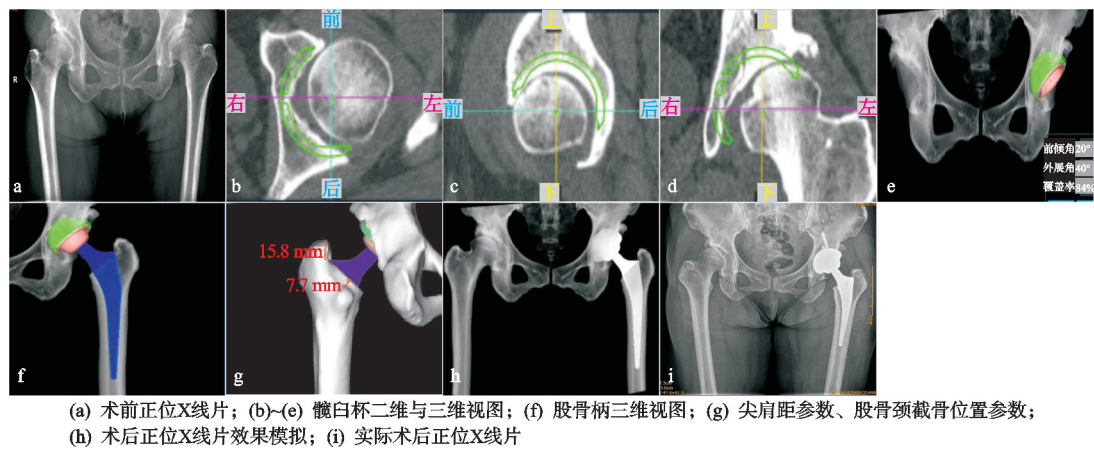 R
a
前
右
左
后
b
上
前
后
下
c
上
右
左
下
d
前倾角20°
外展角40°
覆盖率84%
e
f
15.8 mm
7.7 mm
g
h
i
(a) 术前正位X线片；(b)~(e) 髋臼杯二维与三维视图；(f) 股骨柄三维视图；(g) 尖肩距参数、股骨颈截骨位置参数；
(h) 术后正位X线片效果模拟；(i) 实际术后正位X线片